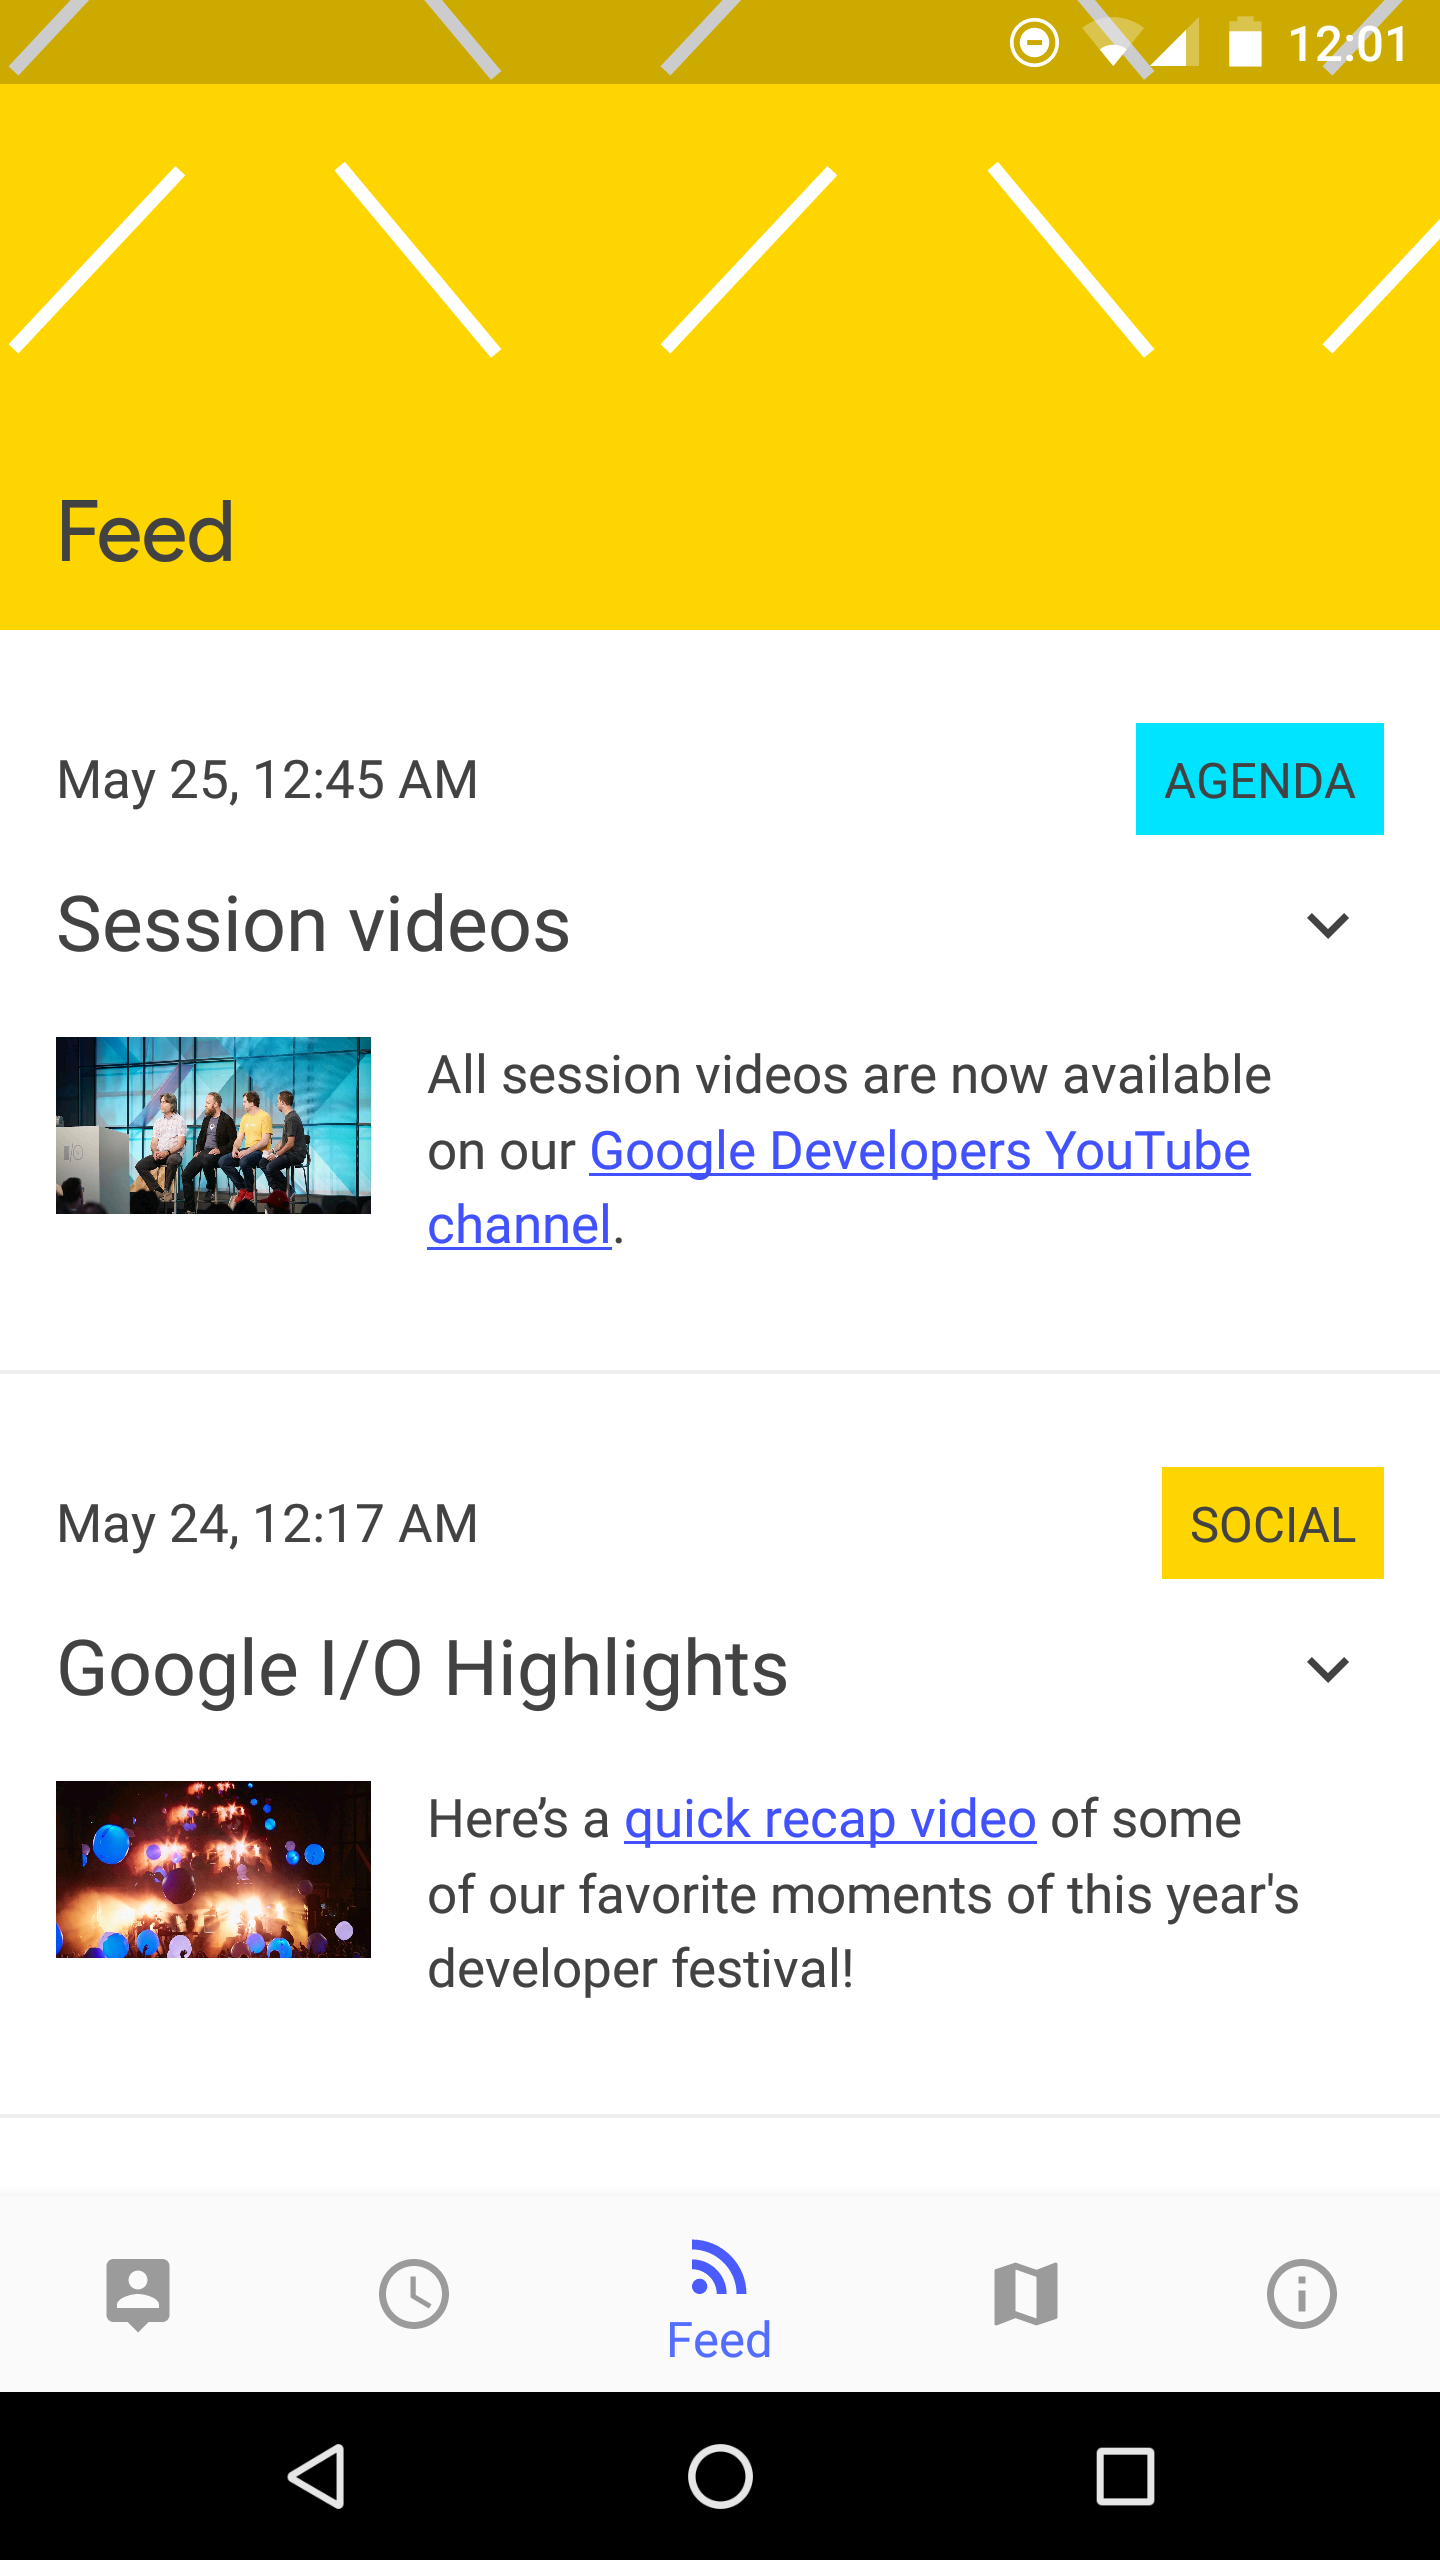 12:01
Feed
May 25, 12:45 AM
AGENDA
Session videos
All session videos are now available
on our Google Developers YouTube
channel.
May 24, 12:17 AM
SOCIAL
Google I/O Highlights
Here’s a quick recap video of some
of our favorite moments of this year's
developer festival!
Feed